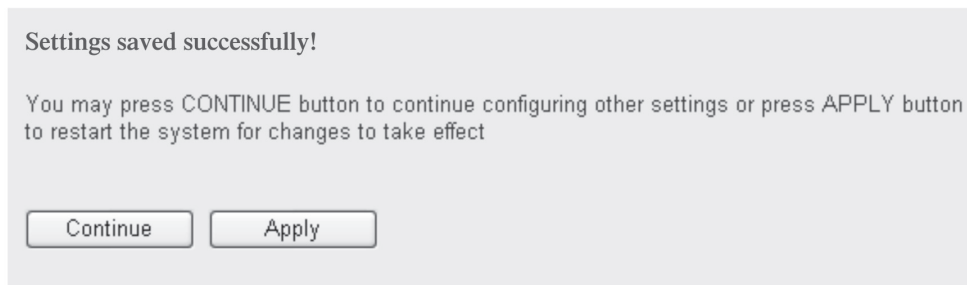 Settings saved successfully!
You may press CONTINUE button to continue configuring other settings or press APPLY button
to restart the system for changes to take effect
Continue
Apply